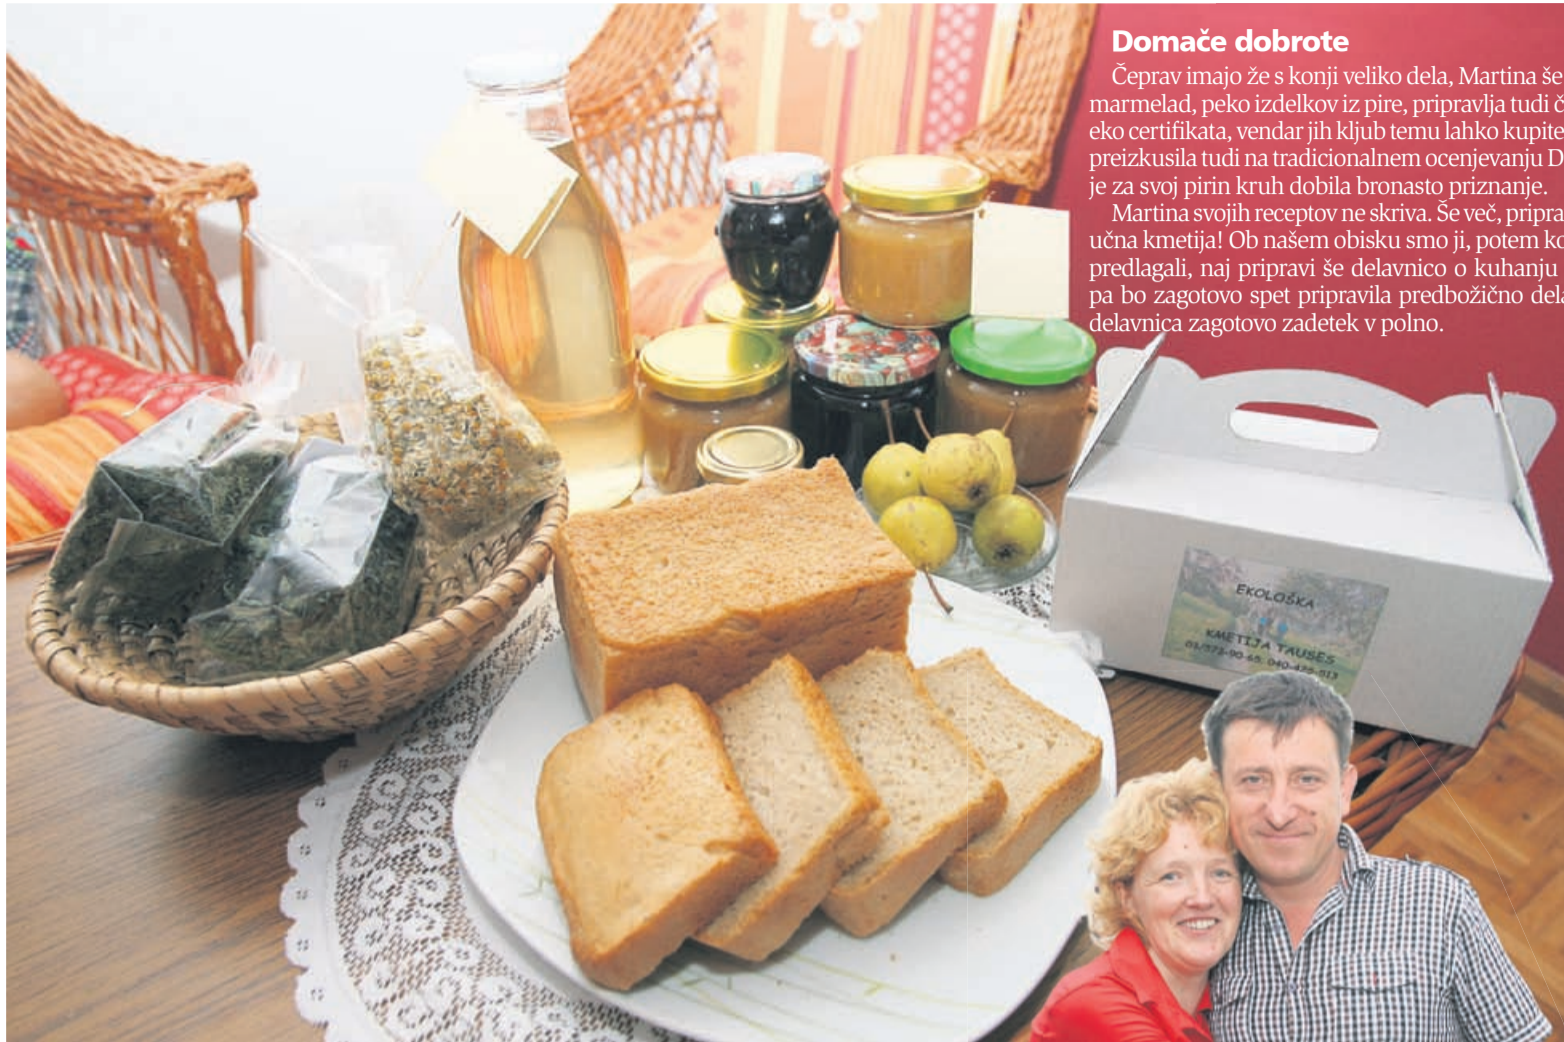 Domače dobrote
Čeprav imajo že s konji veliko dela, Martina še
marmelad, peko izdelkov iz pire, pripravlja tudi č
eko certifikata, vendar jih kljub temu lahko kupite
preizkusila tudi na tradicionalnem ocenjevanju D
je za svoj pirin kruh dobila bronasto priznanje.
Martina svojih receptov ne skriva. Še več, pripra
učna kmetija! Ob našem obisku smo ji, potem ko
predlagali, naj pripravi še delavnico o kuhanju
pa bo zagotovo spet pripravila predbožično dela
delavnica zagotovo zadetek v polno.
EKOLOŠKA
KMETIJA TAUSES